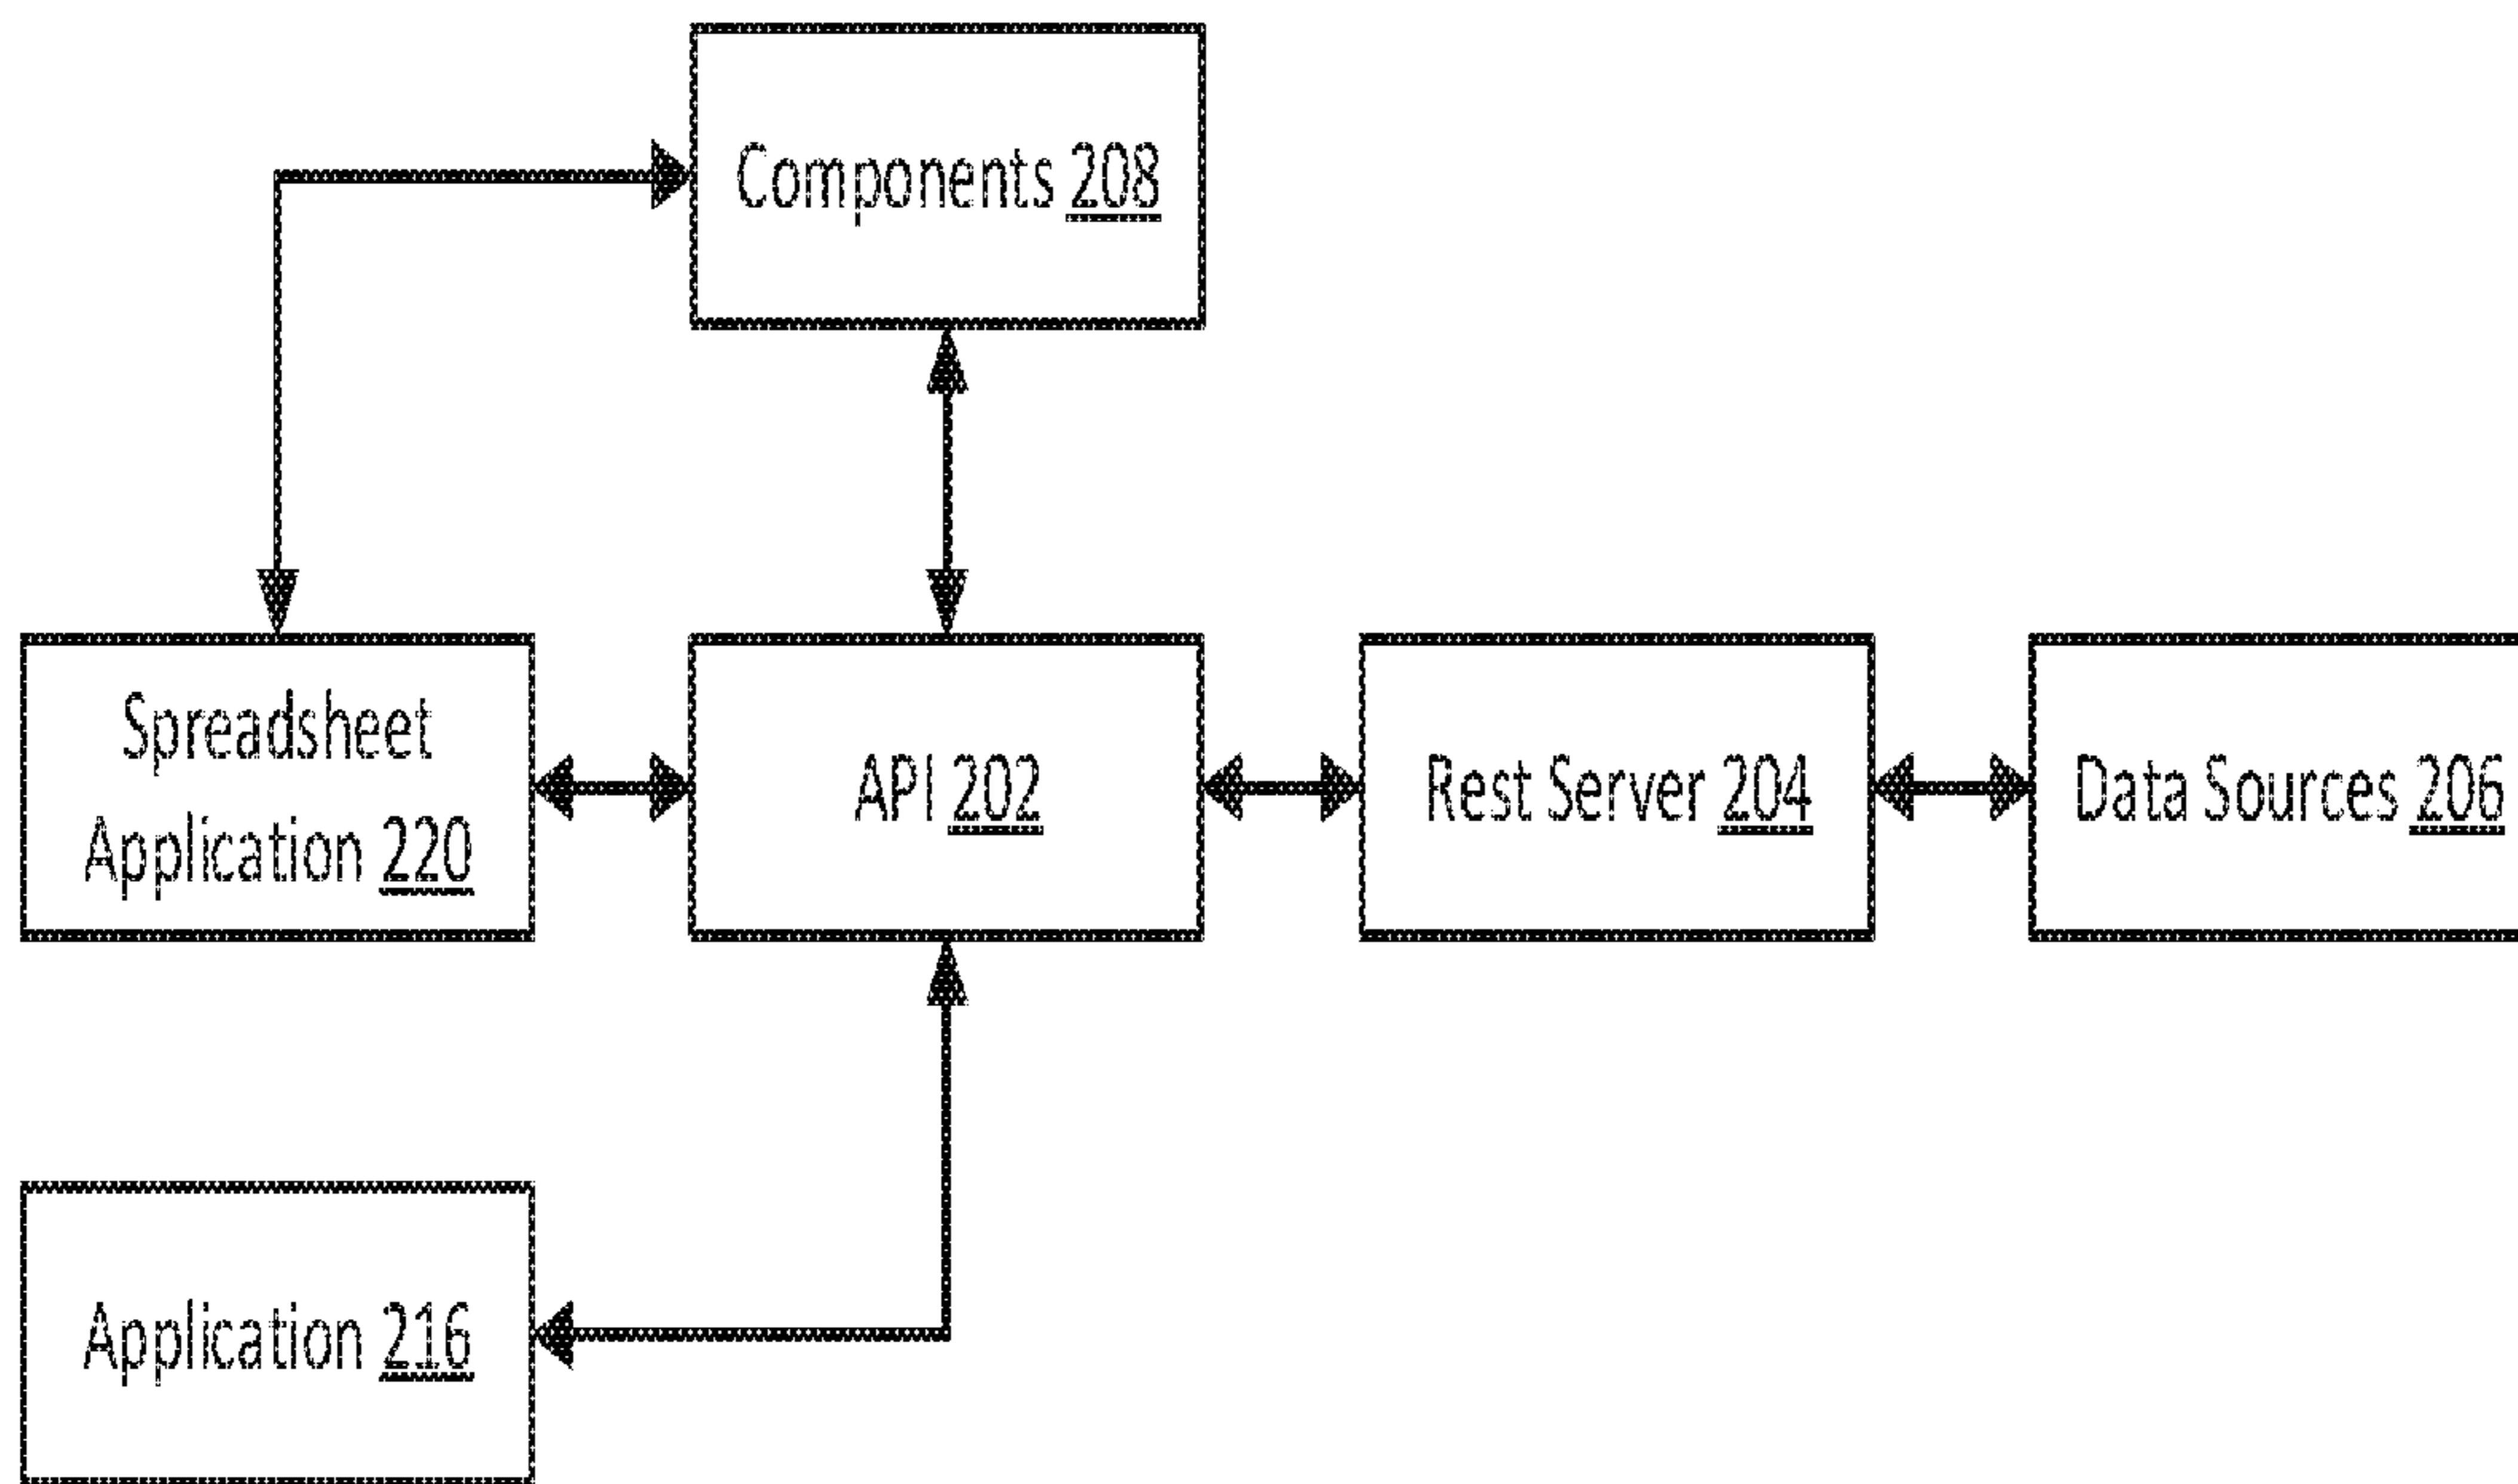 Components 208
Spreadsheet
Application 220
API 202
Rest Server 204
Data Sources 206
Application 216